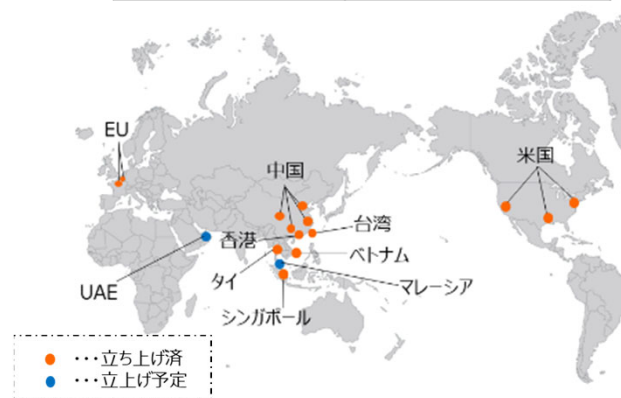 EU
中国
米国
香港
台湾
ベトナム
UAE
タイ
マレーシア
シンガポール
● ･･･立ち上げ済
● ･･･立上げ予定